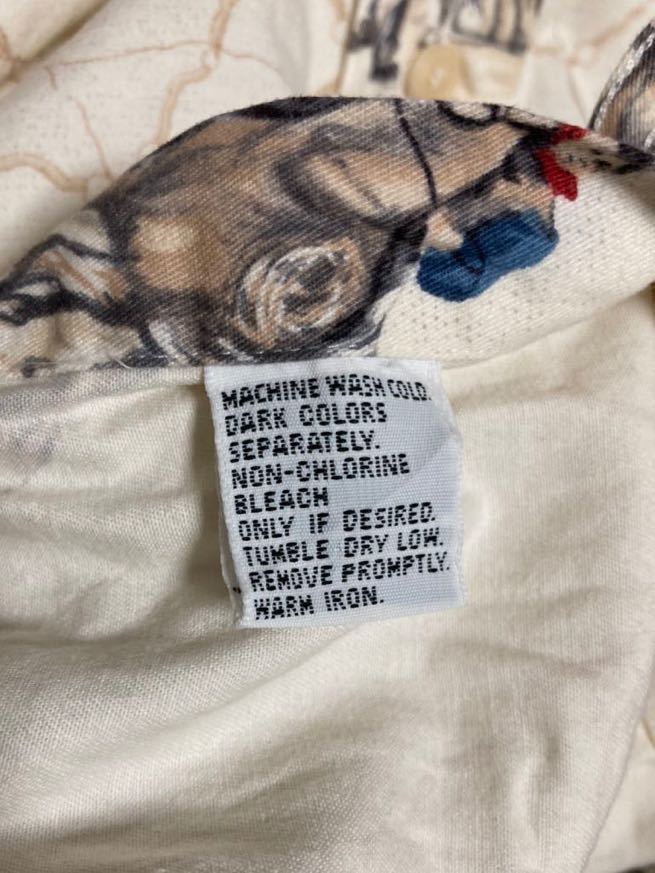 MACHINE WASH COLD.
DARK COLORS
SEPARATELY.
NON-CHLORINE
BLEACH
ONLY IF DESIRED.
TUMBLE DRY LOW.
REMOVE PROMPTLY.
WARM IRON.